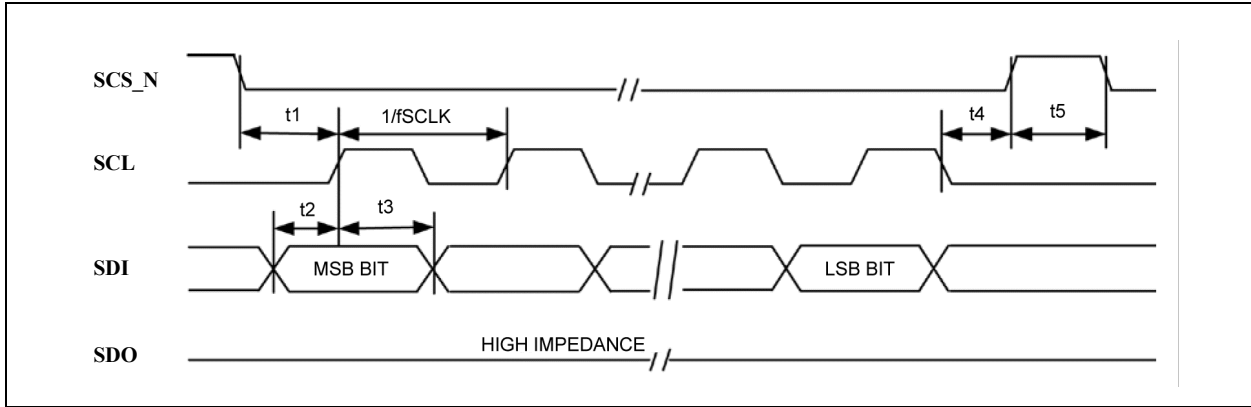 SCS_N
t1
1/fSCLK
t4
t5
SCL
t2
t3
SDI
MSB BIT
LSB BIT
SDO
HIGH IMPEDANCE